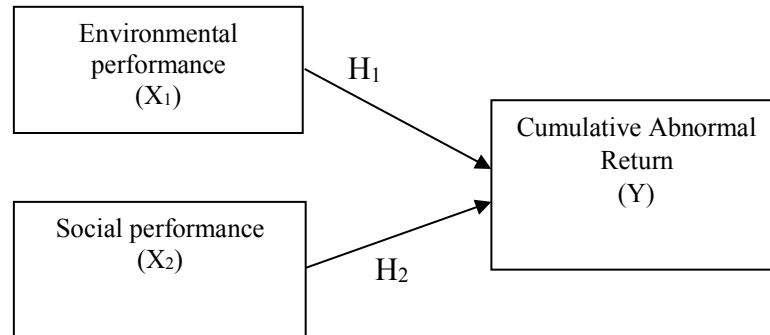 Environmental
performance
(X₁)
H₁
Cumulative Abnormal
Return
(Y)
Social performance
(X₂)
H₂